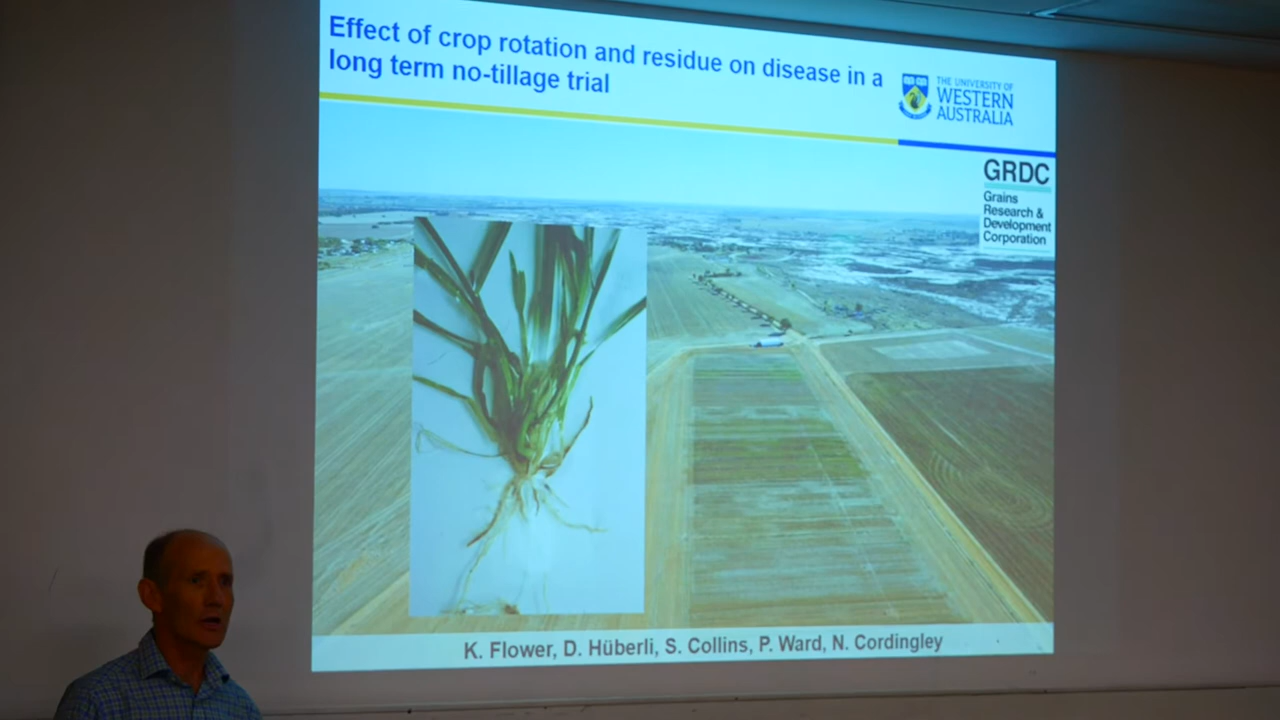 Effect of crop rotation and residue on disease in a
long term no-tillage trial
THE UNIVERSITY OF
WESTERN
AUSTRALIA
GRDC
Grains
Research &
Development
Corporation
K. Flower, D. Hüberli, S. Collins, P. Ward, N. Cordingley